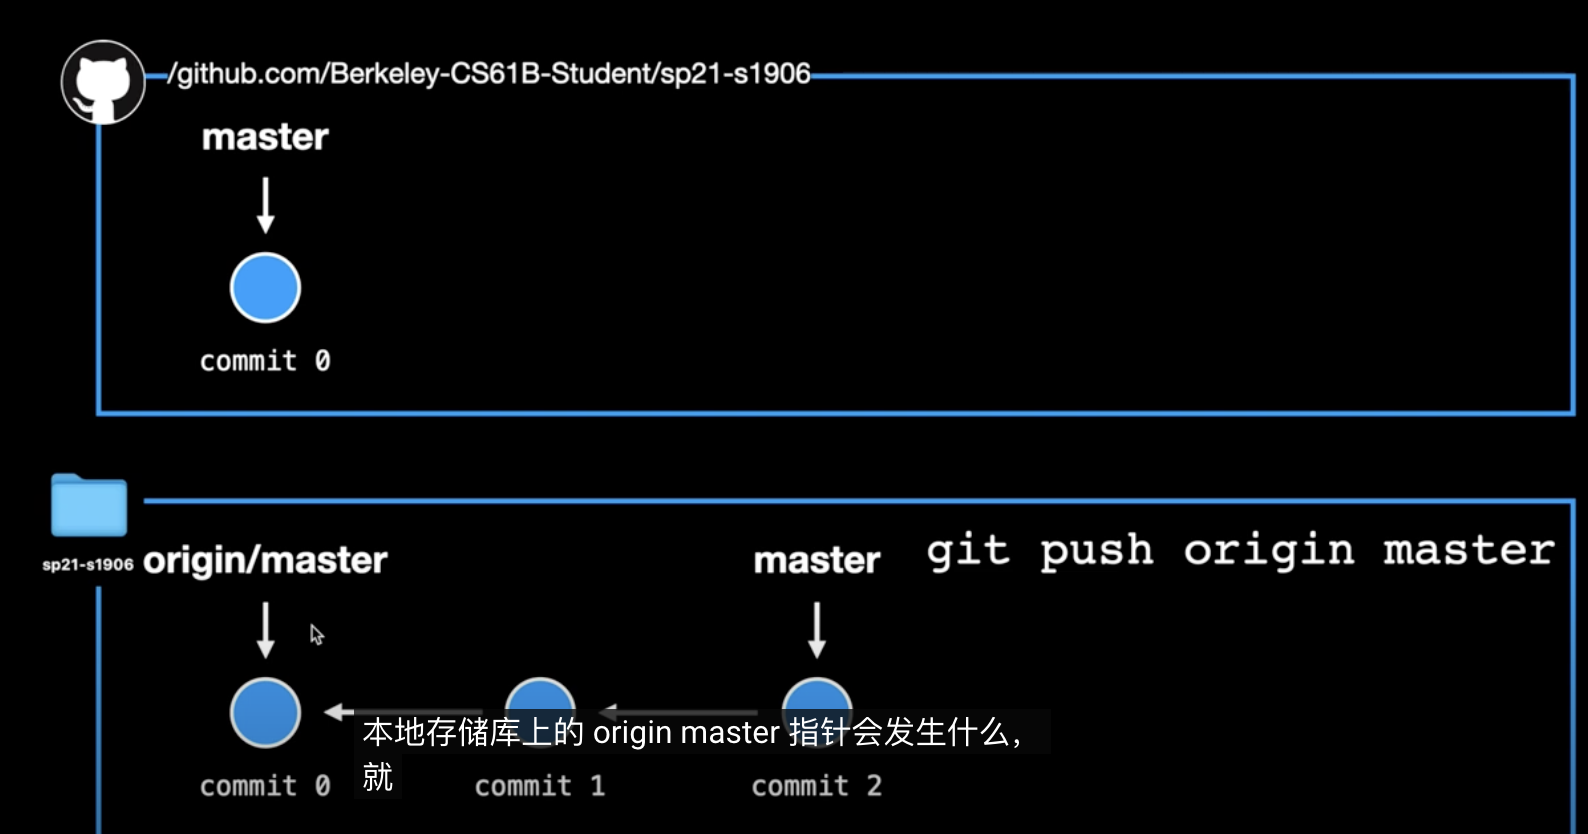 /github.com/Berkeley-CS61B-Student/sp21-s1906
master
commit 0
sp21-s1906
origin/master
master
git push origin master
本地存储库上的 origin master 指针会发生什么，
就
commit 0
commit 1
commit 2